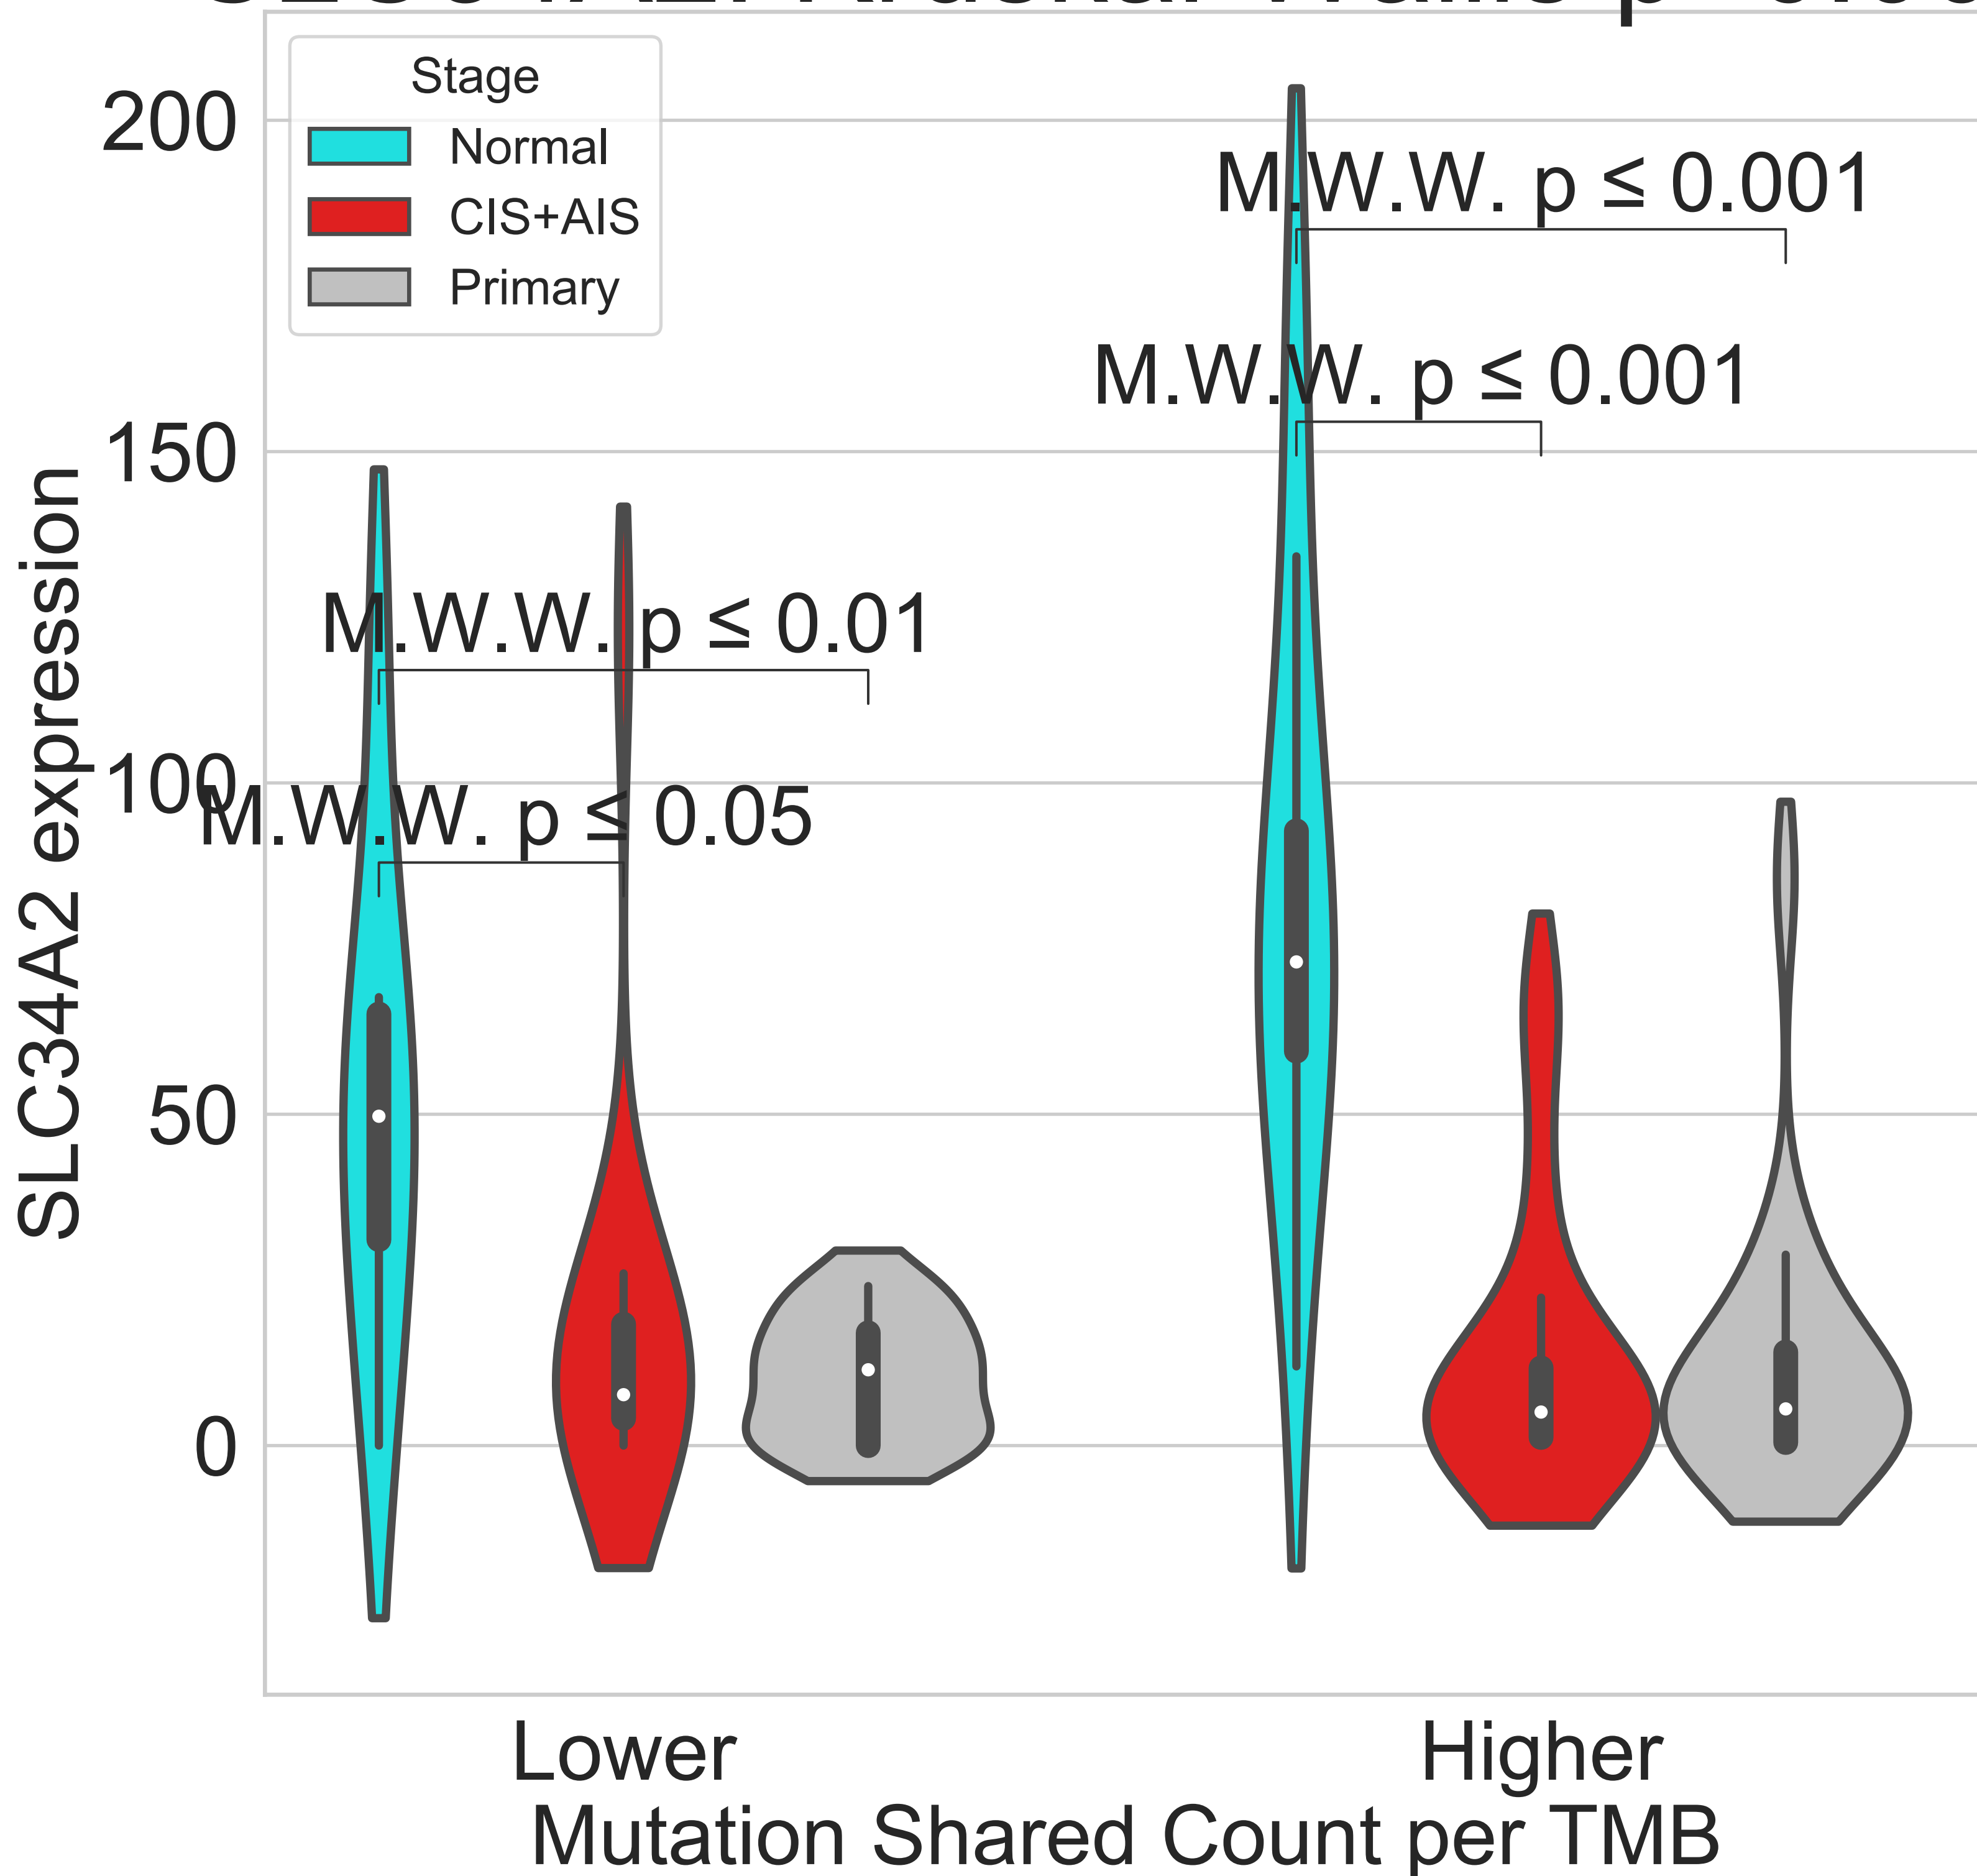 Stage
Normal
CIS+AIS
Primary
200
150
100
50
0
SLC34A2 expression
M.W.W. p ≤ 0.001
M.W.W. p ≤ 0.001
M.W.W. p ≤ 0.01
M.W.W. p ≤ 0.05
Lower
Higher
Mutation Shared Count per TMB